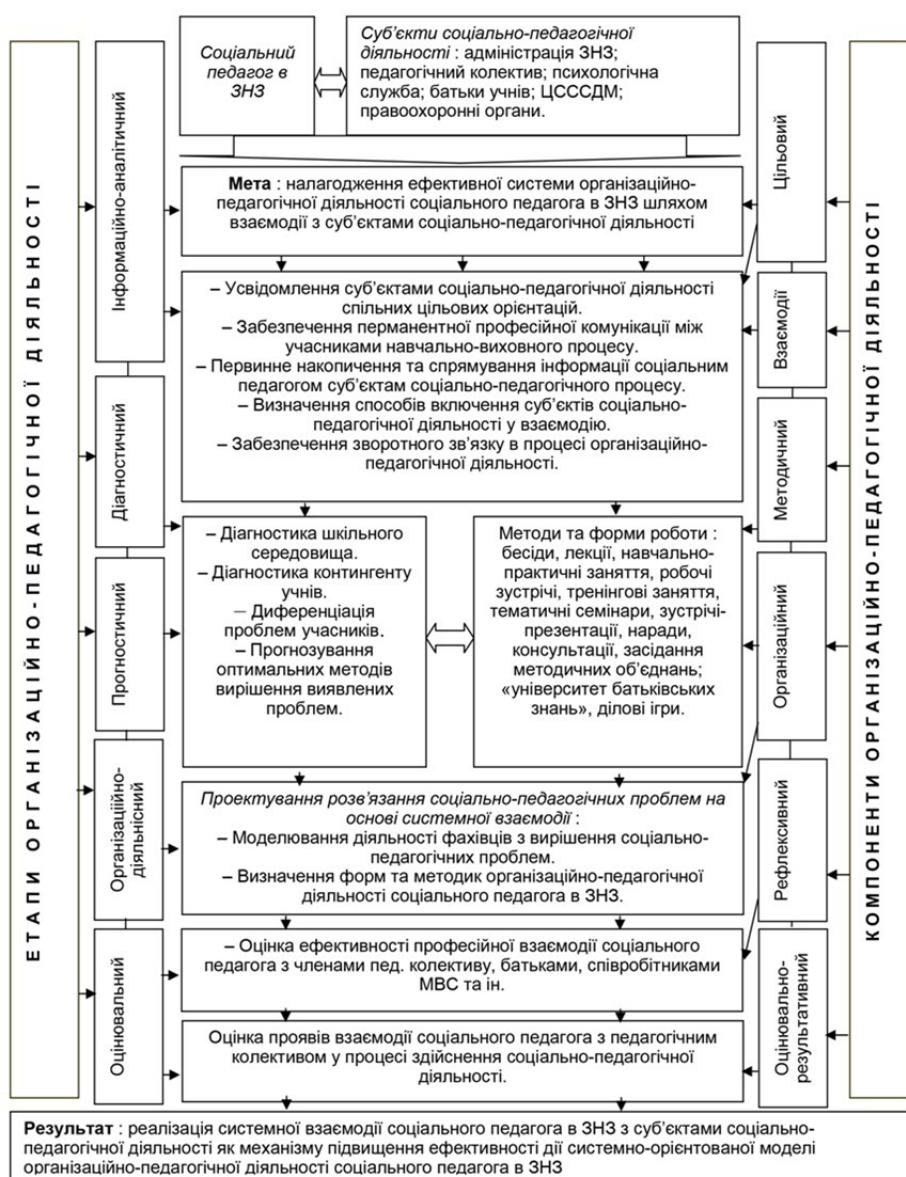 Соціальний
педагог в
ЗНЗ
Суб’єкти соціально-педагогічної
діяльності : адміністрація ЗНЗ;
педагогічний колектив; психологічна
служба; батьки учнів; ЦСССДМ;
правоохоронні органи.
ЕТАПИ ОРГАНІЗАЦІЙНО-ПЕДАГОГІЧНОЇ ДІЯЛЬНОСТІ
Інформаційно-аналітичний
Діагностичний
Прогностичний
Організаційно-
діяльнісний
Оцінювальний
Мета : налагодження ефективної системи організаційно-
педагогічної діяльності соціального педагога в ЗНЗ шляхом
взаємодії з суб’єктами соціально-педагогічної діяльності
– Усвідомлення суб’єктами соціально-педагогічної діяльності
спільних цільових орієнтацій.
– Забезпечення перманентної професійної комунікації між
учасниками навчально-виховного процесу.
– Первинне накопичення та спрямування інформації соціальним
педагогом суб’єктам соціально-педагогічного процесу.
– Визначення способів включення суб’єктів соціально-
педагогічної діяльності у взаємодію.
– Забезпечення зворотного зв’язку в процесі організаційно-
педагогічної діяльності.
– Діагностика шкільного
середовища.
– Діагностика контингенту
учнів.
– Диференціація
проблем учасників.
– Прогнозування
оптимальних методів
вирішення виявлених
проблем.
Методи та форми роботи :
бесіди, лекції, навчально-
практичні заняття, робочі
зустрічі, тренінгові заняття,
тематичні семінари, зустрічі-
презентації, наради,
консультації, засідання
методичних об’єднань;
«університет батьківських
знань», ділові ігри.
Проектування розв’язання соціально-педагогічних проблем на
основі системної взаємодії :
– Моделювання діяльності фахівців з вирішення соціально-
педагогічних проблем.
– Визначення форм та методик організаційно-педагогічної
діяльності соціального педагога в ЗНЗ.
– Оцінка ефективності професійної взаємодії соціального
педагога з членами пед. колективу, батьками, співробітниками
МВС та ін.
Оцінка проявів взаємодії соціального педагога з педагогічним
колективом у процесі здійснення соціально-педагогічної
діяльності.
Цільовий
Взаємодії
Методичний
Організаційний
Рефлексивний
Оцінювально-
результативний
КОМПОНЕНТИ ОРГАНІЗАЦІЙНО-ПЕДАГОГІЧНОЇ ДІЯЛЬНОСТІ
Результат : реалізація системної взаємодії соціального педагога в ЗНЗ з суб’єктами соціально-
педагогічної діяльності як механізму підвищення ефективності дії системно-орієнтованої моделі
організаційно-педагогічної діяльності соціального педагога в ЗНЗ